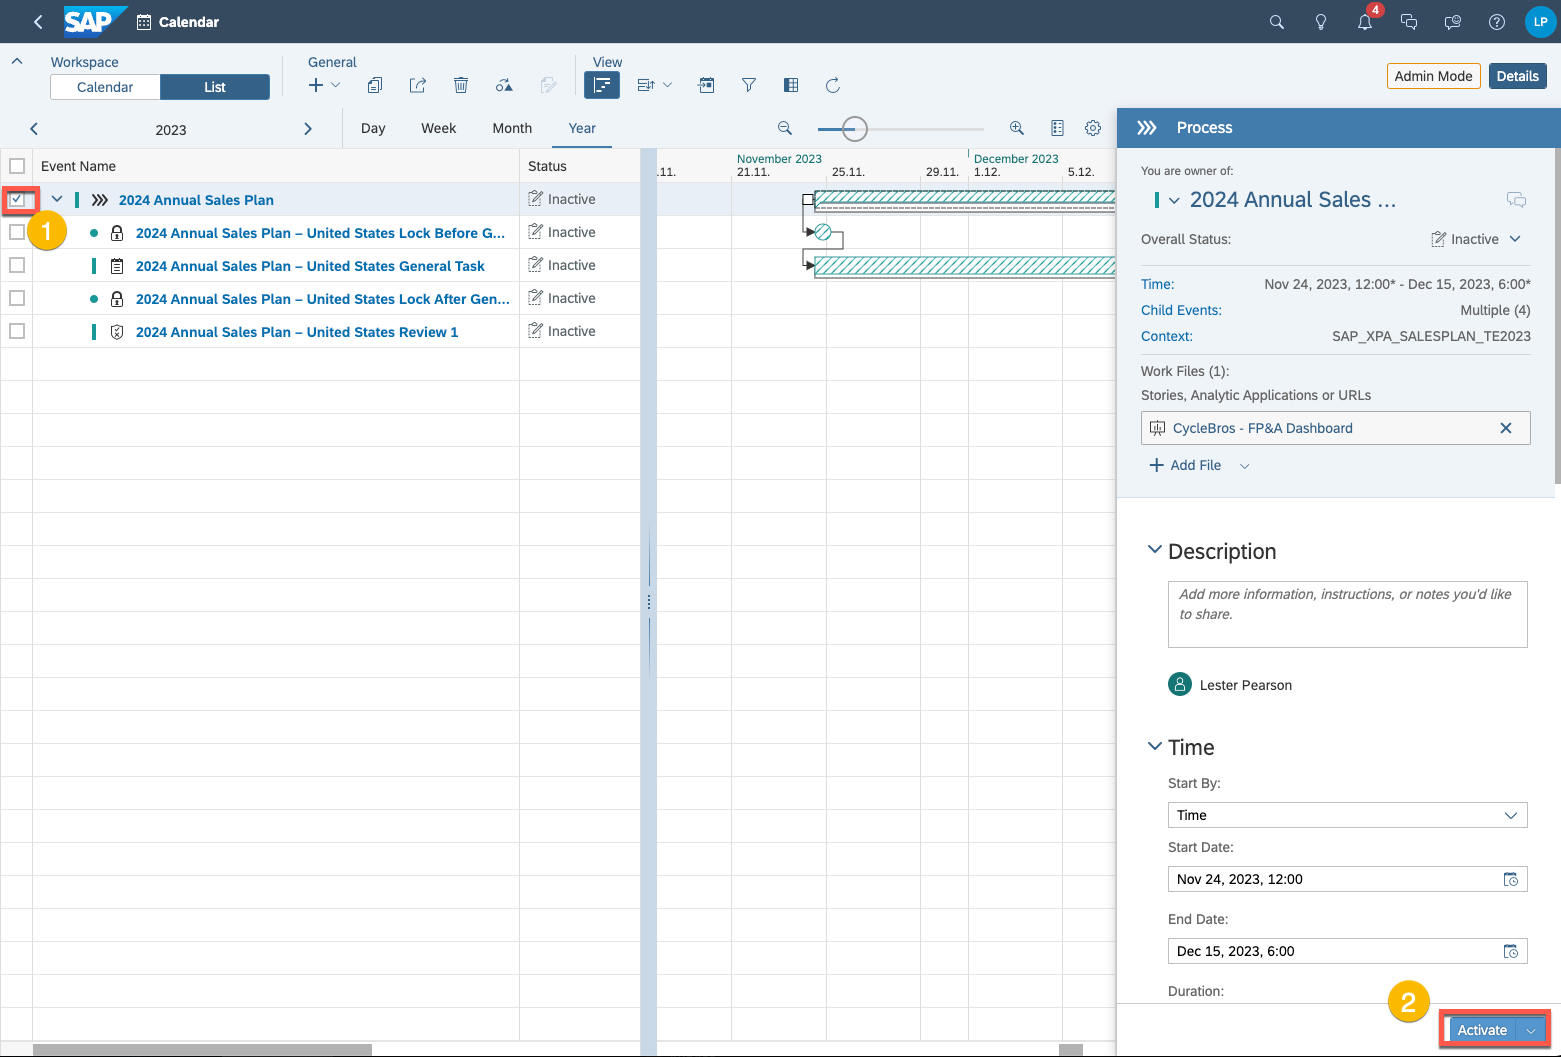 SAP Calendar
4
LP
Workspace
Calendar List
General
View
Admin Mode Details
2023
Day Week Month Year
Process
Event Name Status
November 2023 December 2023
.11. 21.11. 25.11. 29.11. 1.12. 5.12.
2024 Annual Sales Plan Inactive
1
2024 Annual Sales Plan – United States Lock Before G... Inactive
2024 Annual Sales Plan – United States General Task Inactive
2024 Annual Sales Plan – United States Lock After Gen... Inactive
2024 Annual Sales Plan – United States Review 1 Inactive
You are owner of:
2024 Annual Sales ...
Overall Status: Inactive
Time: Nov 24, 2023, 12:00* - Dec 15, 2023, 6:00*
Child Events: Multiple (4)
Context: SAP_XPA_SALESPLAN_TE2023
Work Files (1):
Stories, Analytic Applications or URLs
CycleBros - FP&A Dashboard
Add File
Description
Add more information, instructions, or notes you'd like
to share.
Lester Pearson
Time
Start By:
Time
Start Date:
Nov 24, 2023, 12:00
End Date:
Dec 15, 2023, 6:00
Duration:
2
Activate